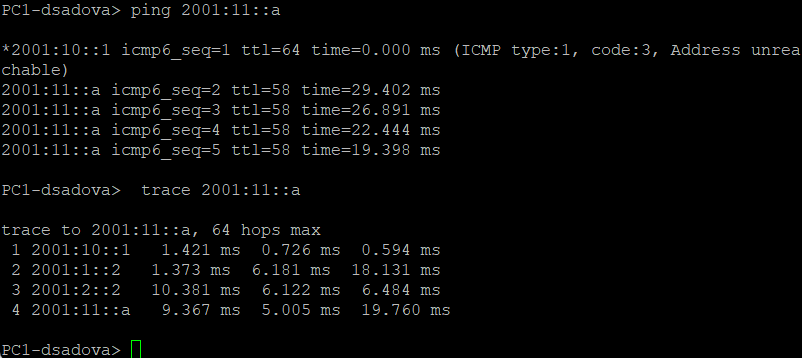 PC1-dsadova> ping 2001:11::a
*2001:10::1 icmp6_seq=1 ttl=64 time=0.000 ms (ICMP type:1, code:3, Address unrea
chable)
2001:11::a icmp6_seq=2 ttl=58 time=29.402 ms
2001:11::a icmp6_seq=3 ttl=58 time=26.891 ms
2001:11::a icmp6_seq=4 ttl=58 time=22.444 ms
2001:11::a icmp6_seq=5 ttl=58 time=19.398 ms
PC1-dsadova>  trace 2001:11::a
trace to 2001:11::a, 64 hops max
 1 2001:10::1   1.421 ms  0.726 ms  0.594 ms
 2 2001:1::2   1.373 ms  6.181 ms  18.131 ms
 3 2001:2::2   10.381 ms  6.122 ms  6.484 ms
 4 2001:11::a   9.367 ms  5.005 ms  19.760 ms
PC1-dsadova>